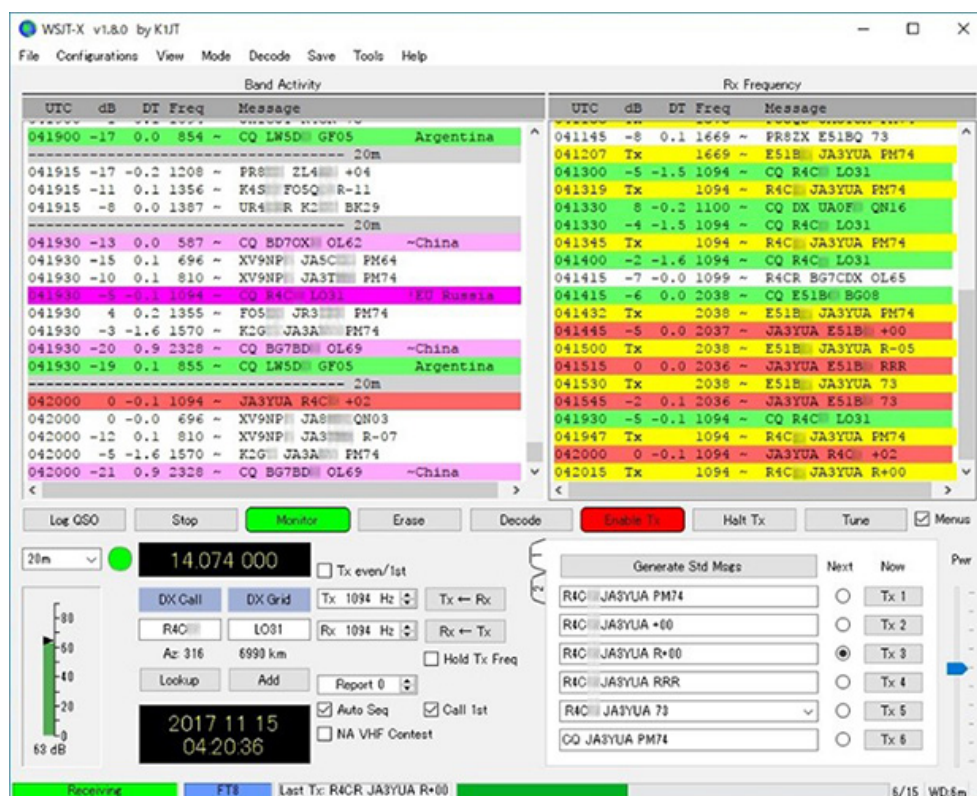 WSJT-X v1.8.0 by K1JT
File Configurations View Mode Decode Save Tools Help
Band Activity
UTC dB DT Freq Message
041900 -17 0.0 854 ~ CQ LW5D GF05 Argentina
20m
041915 -17 -0.2 1208 ~ PR8 ZL4 +04
041915 -11 0.1 1356 ~ K4S FO5Q R-11
041915 -8 0.0 1387 ~ UR4 R K2 BK29
20m
041930 -13 0.0 587 ~ CQ BD7OX OL62 ~China
041930 -15 0.1 696 ~ XV9NP JA5C PM64
041930 -10 0.1 810 ~ XV9NP JA3T PM74
041930 -5 -0.1 1094 ~ CQ R4C LO31 !EU Russia
041930 4 0.2 1355 ~ FO5 JR3 PM74
041930 -3 -1.6 1570 ~ K2G JA3A PM74
041930 -20 0.9 2328 ~ CQ BG7BD OL69 ~China
041930 -19 0.1 855 ~ CQ LW5D GF05 Argentina
20m
042000 0 -0.1 1094 ~ JA3YUA R4C +02
042000 0 -0.0 696 ~ XV9NP JA8 QN03
042000 -12 0.1 810 ~ XV9NP JA3 R-07
042000 -5 -1.6 1570 ~ K2G JA3A PM74
042000 -21 0.9 2328 ~ CQ BG7BD OL69 ~China
Rx Frequency
UTC dB DT Freq Message
041145 -8 0.1 1669 ~ PR8ZX E51BQ 73
041207 Tx 1669 ~ E51B JA3YUA PM74
041300 -5 -1.5 1094 ~ CQ R4C LO31
041319 Tx 1094 ~ R4C JA3YUA PM74
041330 8 -0.2 1100 ~ CQ DX UA0F QN16
041330 -4 -1.5 1094 ~ CQ R4C LO31
041345 Tx 1094 ~ R4C JA3YUA PM74
041400 -2 -1.6 1094 ~ CQ R4C LO31
041415 -7 -0.0 1099 ~ R4CR BG7CDX OL65
041415 -6 0.0 2038 ~ CQ E51B BG08
041432 Tx 2038 ~ E51B JA3YUA PM74
041445 -5 0.0 2037 ~ JA3YUA E51B +00
041500 Tx 2038 ~ E51B JA3YUA R-05
041515 0 0.0 2036 ~ JA3YUA E51B RRR
041530 Tx 2038 ~ E51B JA3YUA 73
041545 -2 0.1 2036 ~ JA3YUA E51B 73
041930 -5 -0.1 1094 ~ CQ R4C LO31
041947 Tx 1094 ~ R4C JA3YUA PM74
042000 0 -0.1 1094 ~ JA3YUA R4C +02
042015 Tx 1094 ~ R4C JA3YUA R+00
Log QSO Stop Monitor Erase Decode Enable Tx Halt Tx Tune Menus
20m
14.074 000
Tx even/1st
DX Call DX Grid Tx 1094 Hz Tx ← Rx
R4C LO31 Rx 1094 Hz Rx ← Tx
Az: 316 6990 km Hold Tx Freq
Lookup Add Report 0
Auto Seq Call 1st
NA VHF Contest
2017 11 15
04:20:36
-80
-60
-40
-20
-0
63 dB
Generate Std Msgs Next Now Pwr
R4C JA3YUA PM74 Tx 1
R4C JA3YUA +00 Tx 2
R4C JA3YUA R+00 Tx 3
R4C JA3YUA RRR Tx 4
R4C JA3YUA 73 Tx 5
CQ JA3YUA PM74 Tx 6
Receiving FT8 Last Tx: R4CR JA3YUA R+00 6/15 WD:6m